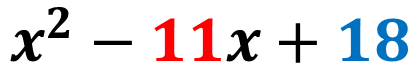 x² − 11x + 18